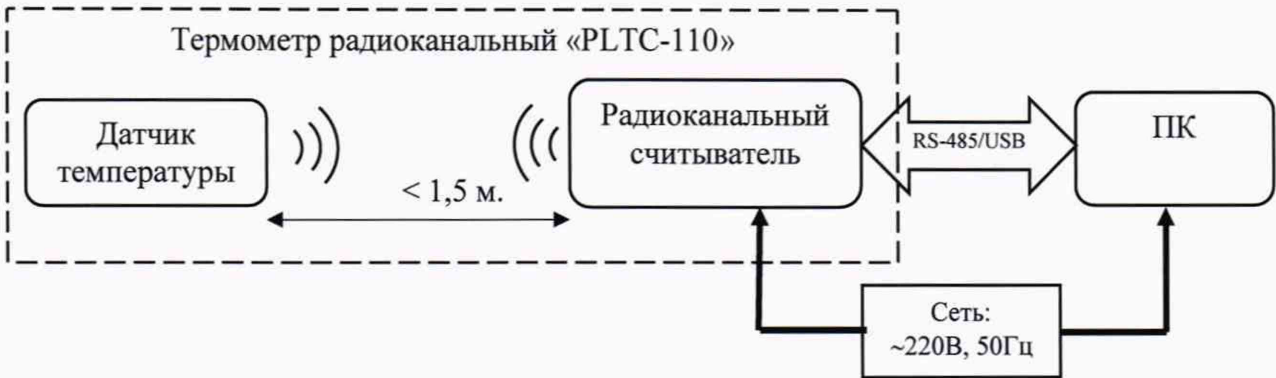 Термометр радиоканальный «PLTC-110»
Датчик
температуры
< 1,5 м.
Радиоканальный
считыватель
RS-485/USB
ПК
Сеть:
~220В, 50Гц